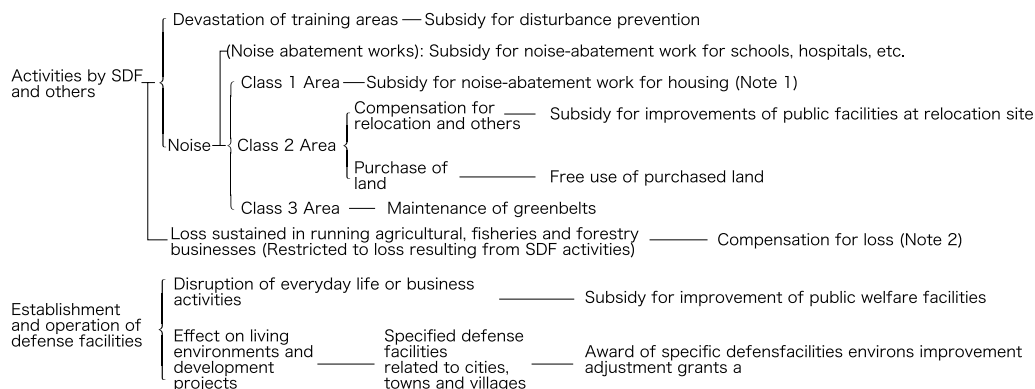 Devastation of training areas
Subsidy for disturbance prevention
(Noise abatement works): Subsidy for noise-abatement work for schools, hospitals, etc.
Activities by SDF
and others
Class 1 Area
Subsidy for noise-abatement work for housing (Note 1)
Noise
Class 2 Area
Compensation for
relocation and others
Subsidy for improvements of public facilities at relocation site
Purchase of
land
Free use of purchased land
Class 3 Area
Maintenance of greenbelts
Loss sustained in running agricultural, fisheries and forestry
businesses (Restricted to loss resulting from SDF activities)
Compensation for loss (Note 2)
Establishment
and operation of
defense facilities
Disruption of everyday life or business
activities
Subsidy for improvement of public welfare facilities
Effect on living
environments and
development
projects
Specified defense
facilities
related to cities,
towns and villages
Award of specific defensfacilities environs improvement
adjustment grants a